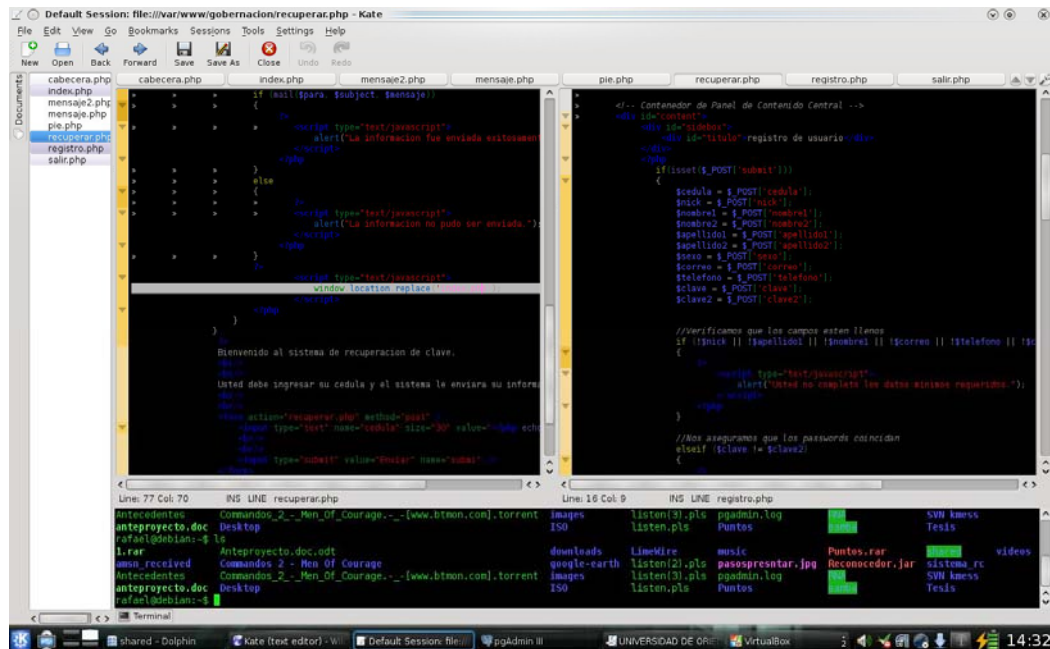 Default Session: file:///var/www/gobernacion/recuperar.php - Kate
File Edit View Go Bookmarks Sessions Tools Settings Help
New Open Back Forward Save Save As Close Undo Redo
Documents
cabecera.php
index.php
mensaje2.php
mensaje.php
pie.php
recuperar.php
registro.php
salir.php
cabecera.php index.php mensaje2.php mensaje.php pie.php recuperar.php registro.php salir.php
if (mail($para, $subject, $mensaje))
{
?>
<script type="text/javascript">
alert("La informacion fue enviada exitosament
</script>
<?php
}
else
{
?>
<script type="text/javascript">
alert("La informacion no pudo ser enviada.");
</script>
<?php
}
?>
<script type="text/javascript">
window.location.replace(
</script>
<?php
}
}
Bienvenido al sistema de recuperacion de clave.
Usted debe ingresar su cedula y el sistema le enviara su informa
action="recuperar.php" method="post"
<input type="text" name="cedula" size="30" value="<?php echo
<input type="submit" value="Enviar" name="submi
Line: 77 Col: 70 INS LINE recuperar.php
<!-- Contenedor de Panel de Contenido Central -->
<div id="content">
<div id="sidebox">
<div id="titulo">registro de usuario</div>
</div>
<?php
if(isset($_POST['submit']))
{
$cedula = $_POST['cedula'];
$nick = $_POST['nick'];
$nombre1 = $_POST['nombre1'];
$nombre2 = $_POST['nombre2'];
$apellido1 = $_POST['apellido1'];
$apellido2 = $_POST['apellido2'];
$sexo = $_POST['sexo'];
$correo = $_POST['correo'];
$telefono = $_POST['telefono'];
$clave = $_POST['clave'];
$clave2 = $_POST['clave2'];
//Verificamos que los campos esten llenos
if (!$nick || !$apellido1 || !$nombre1 || !$correo || !$telefono || !$c
{
?>
<script type="text/javascript">
alert("Usted no completo los datos minimos requeridos.");
</script>
<?php
}
//Nos aseguramos que los passwords coincidan
elseif ($clave != $clave2)
{
Line: 16 Col: 9 INS LINE registro.php
Antecedentes Commandos_2_-_Men_Of_Courage.-_-[www.btmon.com].torrent images listen(3).pls pgadmin.log SVN kmess
anteproyecto.doc Desktop ISO listen.pls Puntos Tesis
rafael@debian:~$ ls
1.rar Anteproyecto.doc.odt downloads LimeWire music Puntos.rar shared videos
amsn_received Commandos 2 - Men Of Courage google-earth listen(2).pls pasospresntar.jpg Reconocedor.jar sistema_rc
Antecedentes Commandos_2_-_Men_Of_Courage.-_-[www.btmon.com].torrent images listen(3).pls pgadmin.log SVN kmess
anteproyecto.doc Desktop ISO listen.pls Puntos Tesis
rafael@debian:~$
Terminal
shared - Dolphin Kate (text editor) - Wi Default Session: file: pgAdmin III UNIVERSIDAD DE ORIE VirtualBox 14:32